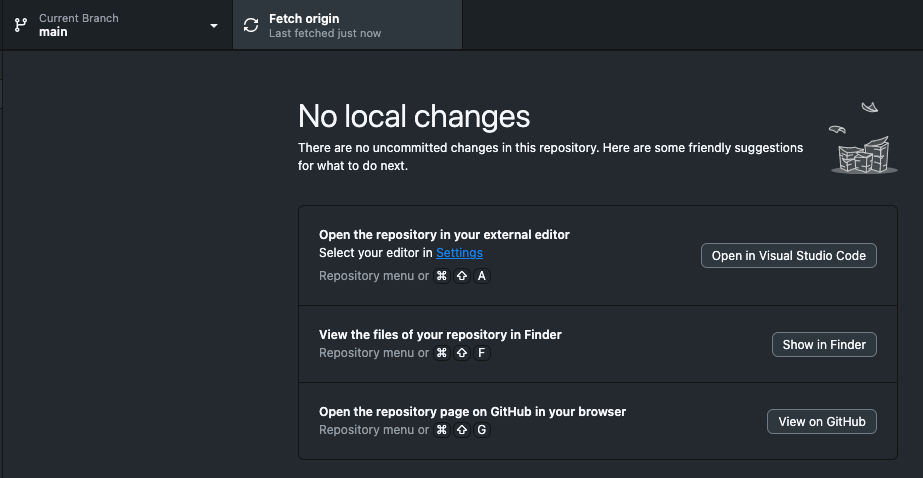 Current Branch
main
Fetch origin
Last fetched just now
No local changes
There are no uncommitted changes in this repository. Here are some friendly suggestions
for what to do next.
Open the repository in your external editor
Select your editor in Settings
Repository menu or ⌘ ⇧ A
Open in Visual Studio Code
View the files of your repository in Finder
Repository menu or ⌘ ⇧ F
Show in Finder
Open the repository page on GitHub in your browser
Repository menu or ⌘ ⇧ G
View on GitHub